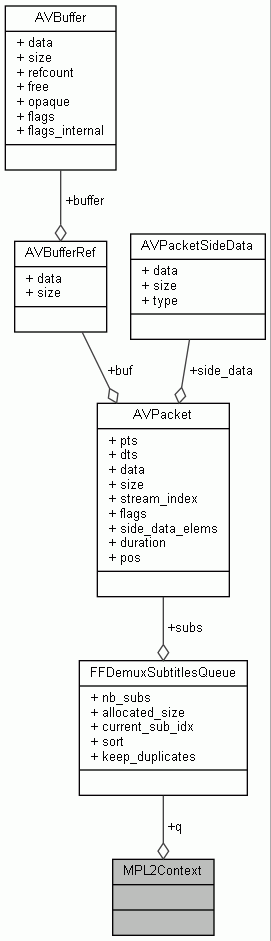 AVBuffer
+ data
+ size
+ refcount
+ free
+ opaque
+ flags
+ flags_internal
+buffer
AVBufferRef
+ data
+ size
AVPacketSideData
+ data
+ size
+ type
+buf
+side_data
AVPacket
+ pts
+ dts
+ data
+ size
+ stream_index
+ flags
+ side_data_elems
+ duration
+ pos
+subs
FFDemuxSubtitlesQueue
+ nb_subs
+ allocated_size
+ current_sub_idx
+ sort
+ keep_duplicates
+q
MPL2Context